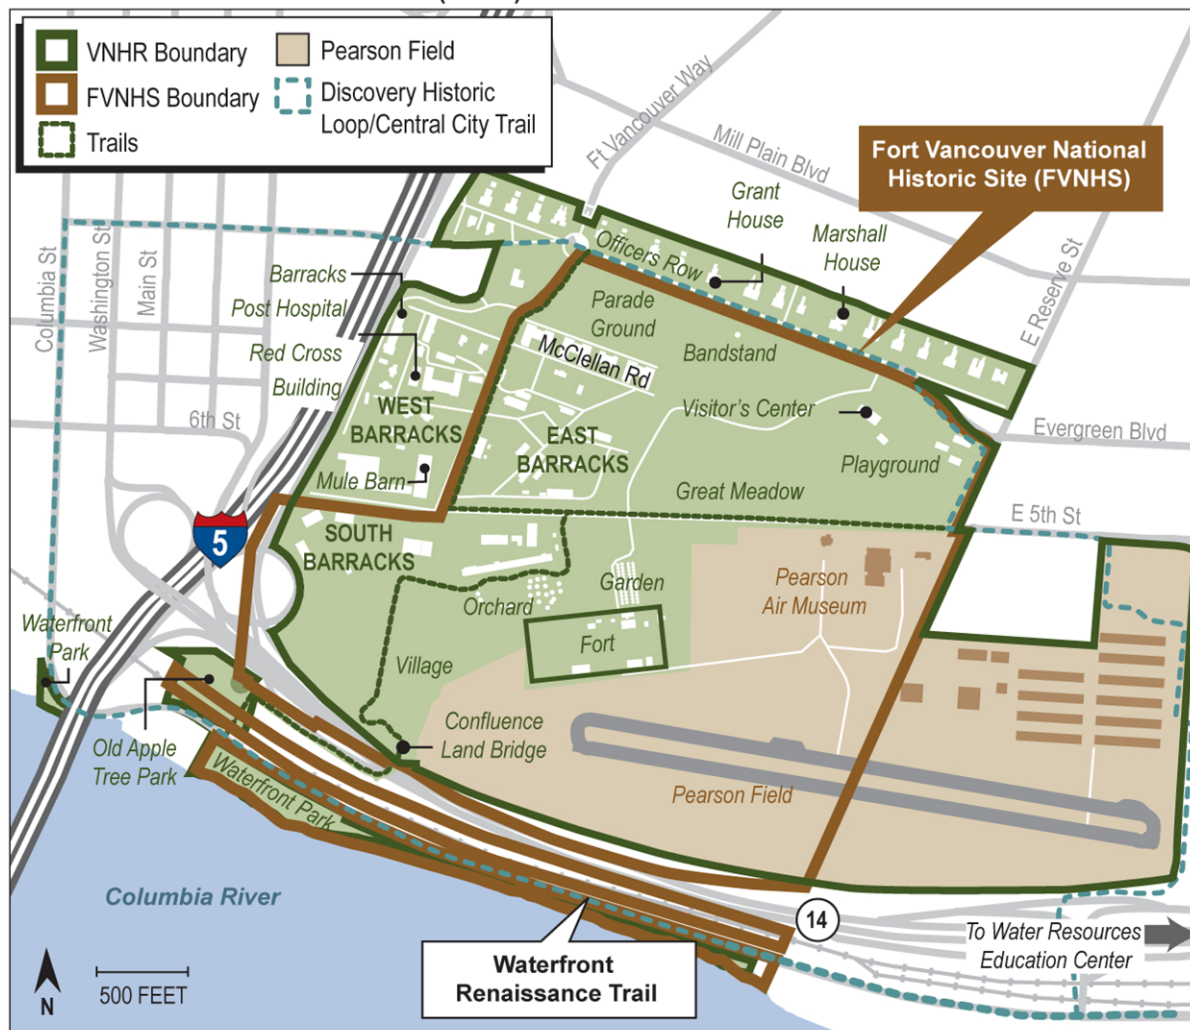 VNHR Boundary
FVNHS Boundary
Trails
Pearson Field
Discovery Historic
Loop/Central City Trail
Ft Vancouver Way
Mill Plain Blvd
Fort Vancouver National
Historic Site (FVNHS)
Grant
House
Marshall
House
Officers Row
E Reserve St
Columbia St
Washington St
Main St
Barracks
Post Hospital
Red Cross
Building
6th St
Parade
Ground
McClellan Rd
Bandstand
Visitor's Center
WEST
BARRACKS
EAST
BARRACKS
Evergreen Blvd
Playground
Mule Barn
Great Meadow
E 5th St
5
SOUTH
BARRACKS
Orchard
Garden
Pearson
Air Museum
Waterfront
Park
Village
Fort
Confluence
Land Bridge
Old Apple
Tree Park
Waterfront Park
Pearson Field
Columbia River
14
To Water Resources
Education Center
Waterfront
Renaissance Trail
N
500 FEET